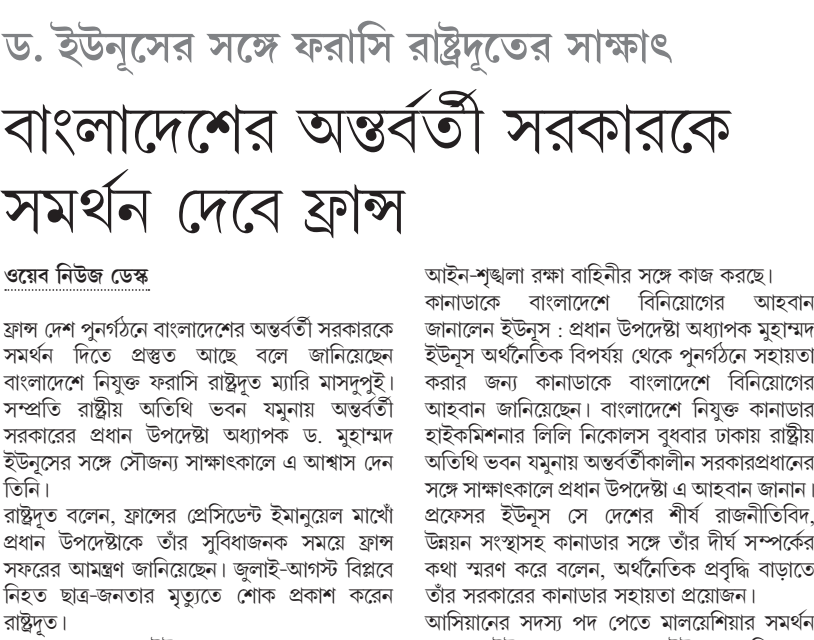 ড. ইউনূসের সঙ্গে ফরাসি রাষ্ট্রদূতের সাক্ষাৎ
বাংলাদেশের অন্তর্বর্তী সরকারকে
সমর্থন দেবে ফ্রান্স
ওয়েব নিউজ ডেস্ক
ফ্রান্স দেশ পুনর্গঠনে বাংলাদেশের অন্তর্বর্তী সরকারকে
সমর্থন দিতে প্রস্তুত আছে বলে জানিয়েছেন
বাংলাদেশে নিযুক্ত ফরাসি রাষ্ট্রদূত ম্যারি মাসদুপুই।
সম্প্রতি রাষ্ট্রীয় অতিথি ভবন যমুনায় অন্তর্বর্তী
সরকারের প্রধান উপদেষ্টা অধ্যাপক ড. মুহাম্মদ
ইউনূসের সঙ্গে সৌজন্য সাক্ষাৎকালে এ আশ্বাস দেন
তিনি।
রাষ্ট্রদূত বলেন, ফ্রান্সের প্রেসিডেন্ট ইমানুয়েল মাখোঁ
প্রধান উপদেষ্টাকে তাঁর সুবিধাজনক সময়ে ফ্রান্স
সফরের আমন্ত্রণ জানিয়েছেন। জুলাই-আগস্ট বিপ্লবে
নিহত ছাত্র-জনতার মৃত্যুতে শোক প্রকাশ করেন
রাষ্ট্রদূত।
আইন-শৃঙ্খলা রক্ষা বাহিনীর সঙ্গে কাজ করছে।
কানাডাকে বাংলাদেশে বিনিয়োগের আহবান
জানালেন ইউনূস : প্রধান উপদেষ্টা অধ্যাপক মুহাম্মদ
ইউনূস অর্থনৈতিক বিপর্যয় থেকে পুনর্গঠনে সহায়তা
করার জন্য কানাডাকে বাংলাদেশে বিনিয়োগের
আহবান জানিয়েছেন। বাংলাদেশে নিযুক্ত কানাডার
হাইকমিশনার লিলি নিকোলস বুধবার ঢাকায় রাষ্ট্রীয়
অতিথি ভবন যমুনায় অন্তর্বর্তীকালীন সরকারপ্রধানের
সঙ্গে সাক্ষাৎকালে প্রধান উপদেষ্টা এ আহবান জানান।
প্রফেসর ইউনূস সে দেশের শীর্ষ রাজনীতিবিদ,
উন্নয়ন সংস্থাসহ কানাডার সঙ্গে তাঁর দীর্ঘ সম্পর্কের
কথা স্মরণ করে বলেন, অর্থনৈতিক প্রবৃদ্ধি বাড়াতে
তাঁর সরকারের কানাডার সহায়তা প্রয়োজন।
আসিয়ানের সদস্য পদ পেতে মালয়েশিয়ার সমর্থন